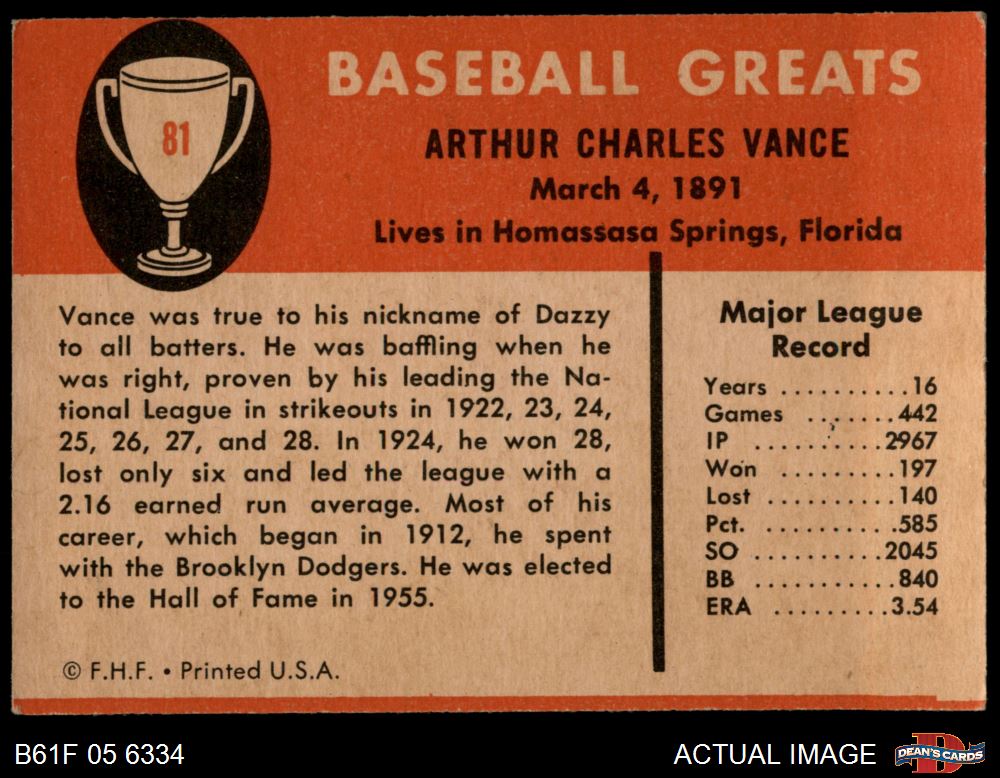 81
BASEBALL GREATS
ARTHUR CHARLES VANCE
March 4, 1891
Lives in Homassasa Springs, Florida
Vance was true to his nickname of Dazzy
to all batters. He was baffling when he
was right, proven by his leading the Na-
tional League in strikeouts in 1922, 23, 24,
25, 26, 27, and 28. In 1924, he won 28,
lost only six and led the league with a
2.16 earned run average. Most of his
career, which began in 1912, he spent
with the Brooklyn Dodgers. He was elected
to the Hall of Fame in 1955.
© F.H.F. • Printed U.S.A.
Major League
Record
Years ..........16
Games .......442
IP ..........2967
Won .........197
Lost ..........140
Pct. ..........585
SO ..........2045
BB ...........840
ERA .........3.54
B61F 05 6334
ACTUAL IMAGE
D
DEAN'S CARDS